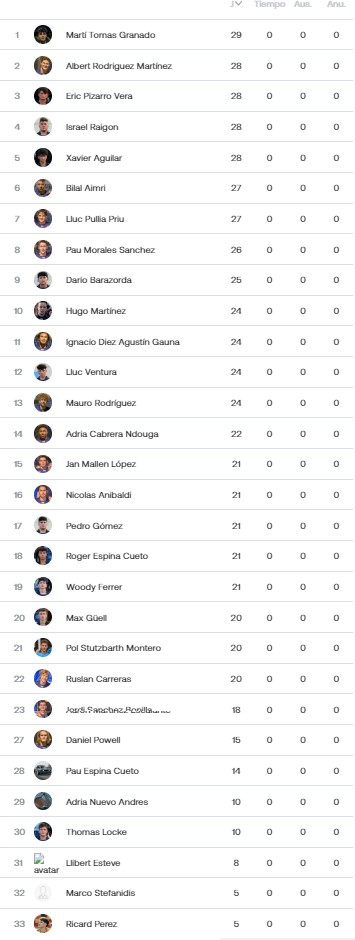 J Tiempo Aus. Anu.
1 Martí Tomas Granado 29 0 0 0
2 Albert Rodriguez Martínez 28 0 0 0
3 Eric Pizarro Vera 28 0 0 0
4 Israel Raigon 28 0 0 0
5 Xavier Aguilar 28 0 0 0
6 Bilal Aimri 27 0 0 0
7 Lluc Pullia Priu 27 0 0 0
8 Pau Morales Sanchez 26 0 0 0
9 Dario Barazorda 25 0 0 0
10 Hugo Martínez 24 0 0 0
11 Ignacio Diez Agustín Gauna 24 0 0 0
12 Lluc Ventura 24 0 0 0
13 Mauro Rodríguez 24 0 0 0
14 Adria Cabrera Ndouga 22 0 0 0
15 Jan Mallen López 21 0 0 0
16 Nicolas Anibaldi 21 0 0 0
17 Pedro Gómez 21 0 0 0
18 Roger Espina Cueto 21 0 0 0
19 Woody Ferrer 21 0 0 0
20 Max Güell 20 0 0 0
21 Pol Stutzbarth Montero 20 0 0 0
22 Ruslan Carreras 20 0 0 0
23 18 0 0 0
27 Daniel Powell 15 0 0 0
28 Pau Espina Cueto 14 0 0 0
29 Adria Nuevo Andres 10 0 0 0
30 Thomas Locke 10 0 0 0
31 avatar Llibert Esteve 8 0 0 0
32 Marco Stefanidis 5 0 0 0
33 Ricard Perez 5 0 0 0